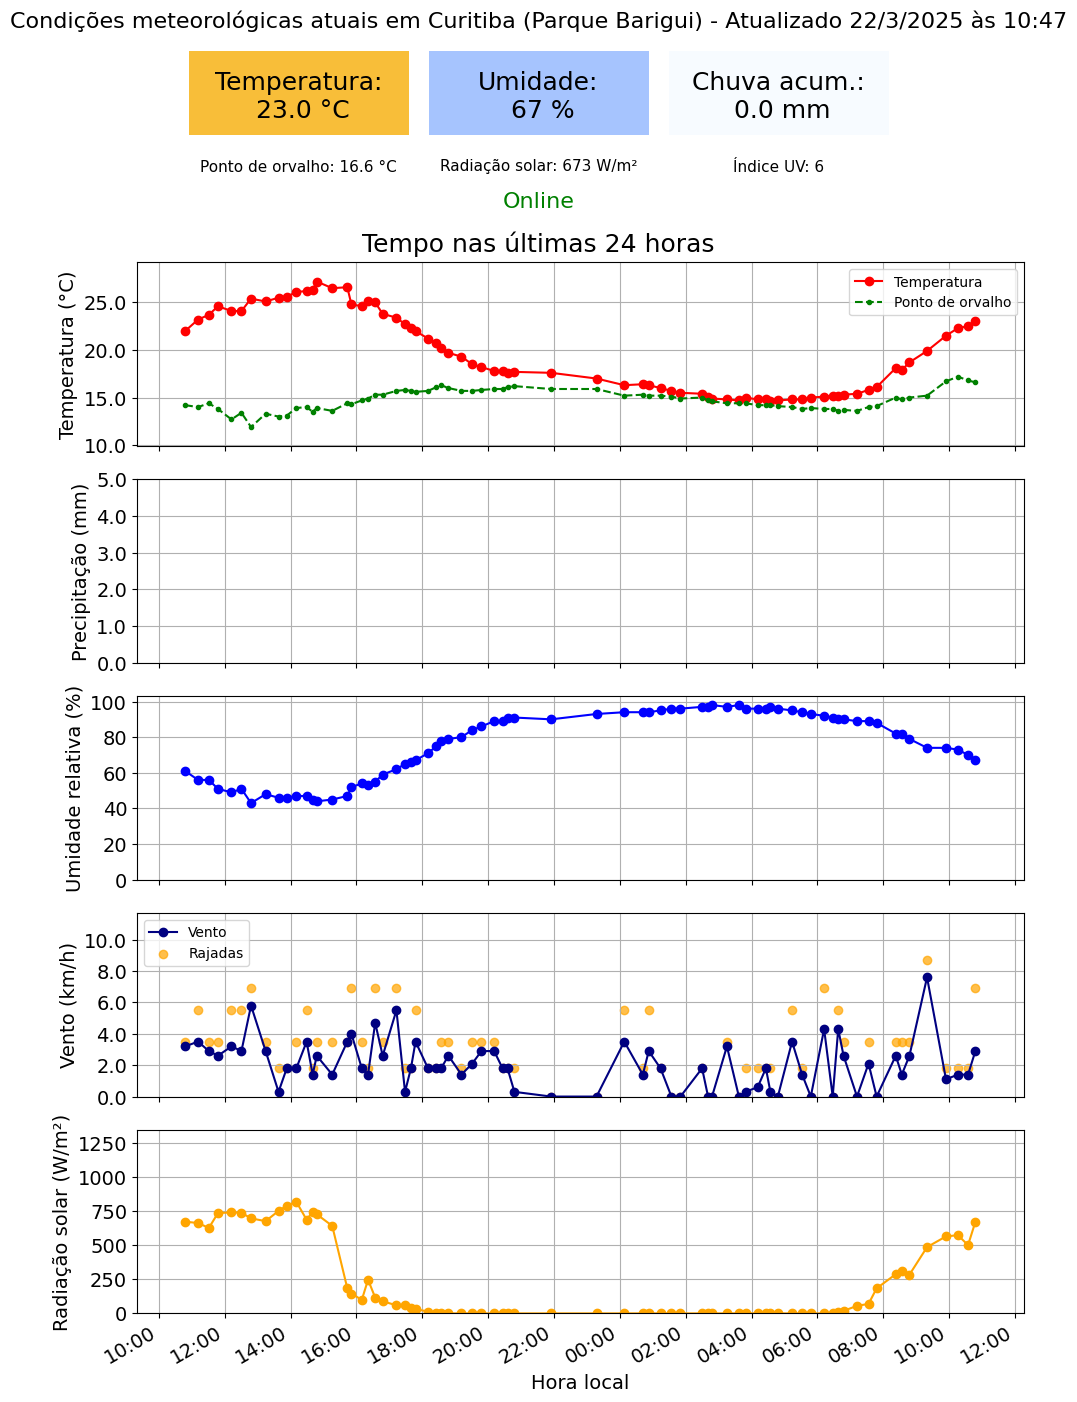 Condições meteorológicas atuais em Curitiba (Parque Barigui) - Atualizado 22/3/2025 às 10:47
Temperatura:
23.0 °C
Umidade:
67 %
Chuva acum.:
0.0 mm
Ponto de orvalho: 16.6 °C
Radiação solar: 673 W/m²
Índice UV: 6
Online
Tempo nas últimas 24 horas
Temperatura (°C)
25.0
20.0
15.0
10.0
Temperatura
Ponto de orvalho
Precipitação (mm)
5.0
4.0
3.0
2.0
1.0
0.0
Umidade relativa (%)
100
80
60
40
20
0
Vento (km/h)
10.0
8.0
6.0
4.0
2.0
0.0
Vento
Rajadas
Radiação solar (W/m²)
1250
1000
750
500
250
0
10:00
12:00
14:00
16:00
18:00
20:00
22:00
00:00
02:00
04:00
06:00
08:00
10:00
12:00
Hora local